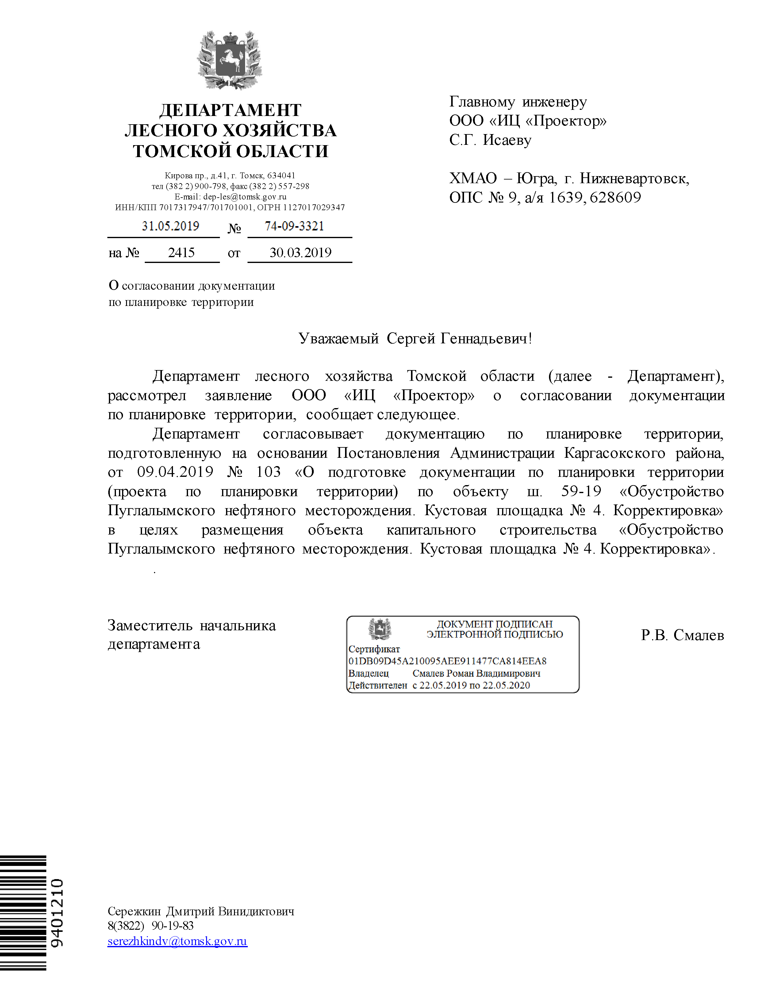 ДЕПАРТАМЕНТ
ЛЕСНОГО ХОЗЯЙСТВА
ТОМСКОЙ ОБЛАСТИ
Кирова пр., д.41, г. Томск, 634041
тел (382 2) 900-798, факс (382 2) 557-298
E-mail: dep-les@tomsk.gov.ru
ИНН/КПП 7017317947/701701001, ОГРН 1127017029347
31.05.2019 № 74-09-3321
на № 2415 от 30.03.2019
О согласовании документации
по планировке территории
Главному инженеру
ООО «ИЦ «Проектор»
С.Г. Исаеву
ХМАО – Югра, г. Нижневартовск,
ОПС № 9, а/я 1639, 628609
Уважаемый Сергей Геннадьевич!
Департамент лесного хозяйства Томской области (далее - Департамент),
рассмотрел заявление ООО «ИЦ «Проектор» о согласовании документации
по планировке территории, сообщает следующее.
Департамент согласовывает документацию по планировке территории,
подготовленную на основании Постановления Администрации Каргасокского района,
от 09.04.2019 № 103 «О подготовке документации по планировки территории
(проекта по планировки территории) по объекту ш. 59-19 «Обустройство
Пуглалымского нефтяного месторождения. Кустовая площадка № 4. Корректировка»
в целях размещения объекта капитального строительства «Обустройство
Пуглалымского нефтяного месторождения. Кустовая площадка № 4. Корректировка».
.
Заместитель начальника
департамента
ДОКУМЕНТ ПОДПИСАН
ЭЛЕКТРОННОЙ ПОДПИСЬЮ
Сертификат
01DB09D45A210095AEE911477CA814EEA8
Владелец Смалев Роман Владимирович
Действителен с 22.05.2019 по 22.05.2020
Р.В. Смалев
9401210
Сережкин Дмитрий Винидиктович
8(3822) 90-19-83
serezhkindv@tomsk.gov.ru